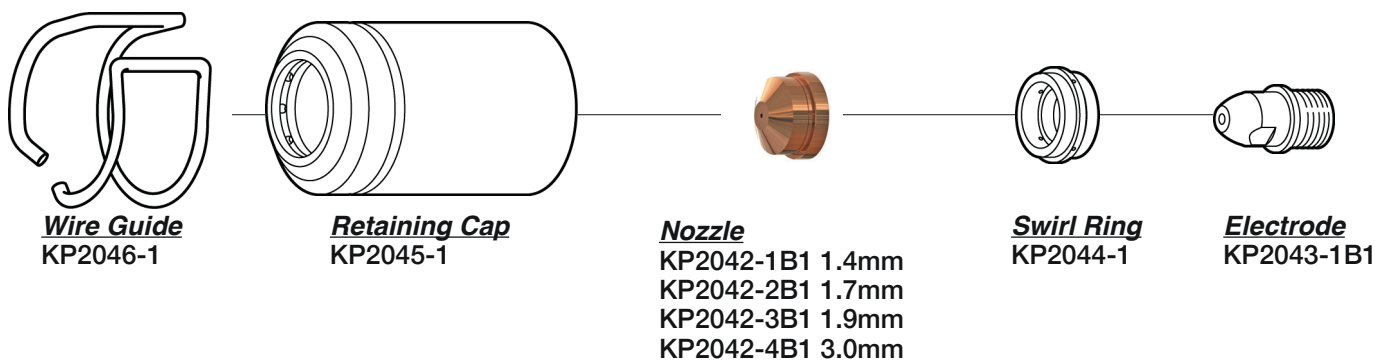 Wire Guide
KP2046-1
Retaining Cap
KP2045-1
Nozzle
KP2042-1B1 1.4mm
KP2042-2B1 1.7mm
KP2042-3B1 1.9mm
KP2042-4B1 3.0mm
Swirl Ring
KP2044-1
Electrode
KP2043-1B1